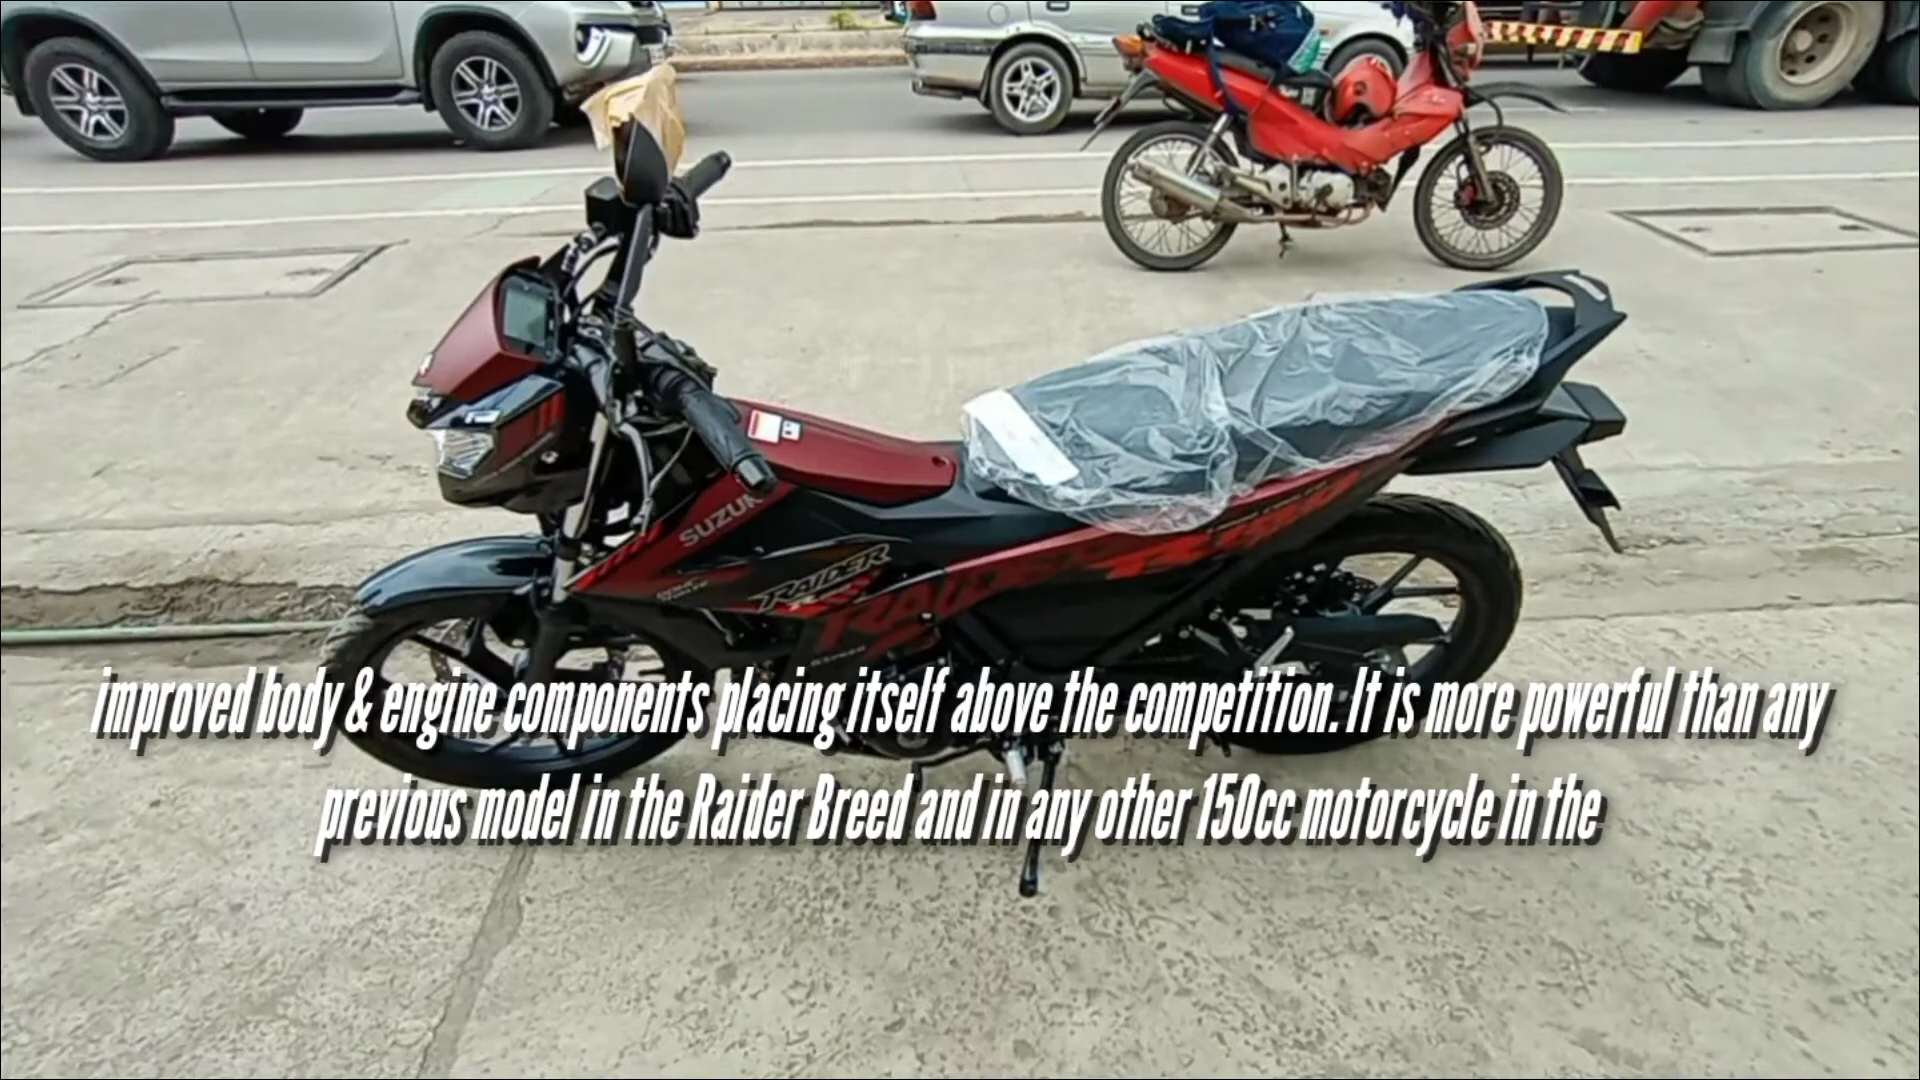 SUZUKI
RAIDER
improved body & engine components placing itself above the competition. It is more powerful than any
previous model in the Raider Breed and in any other 150cc motorcycle in the